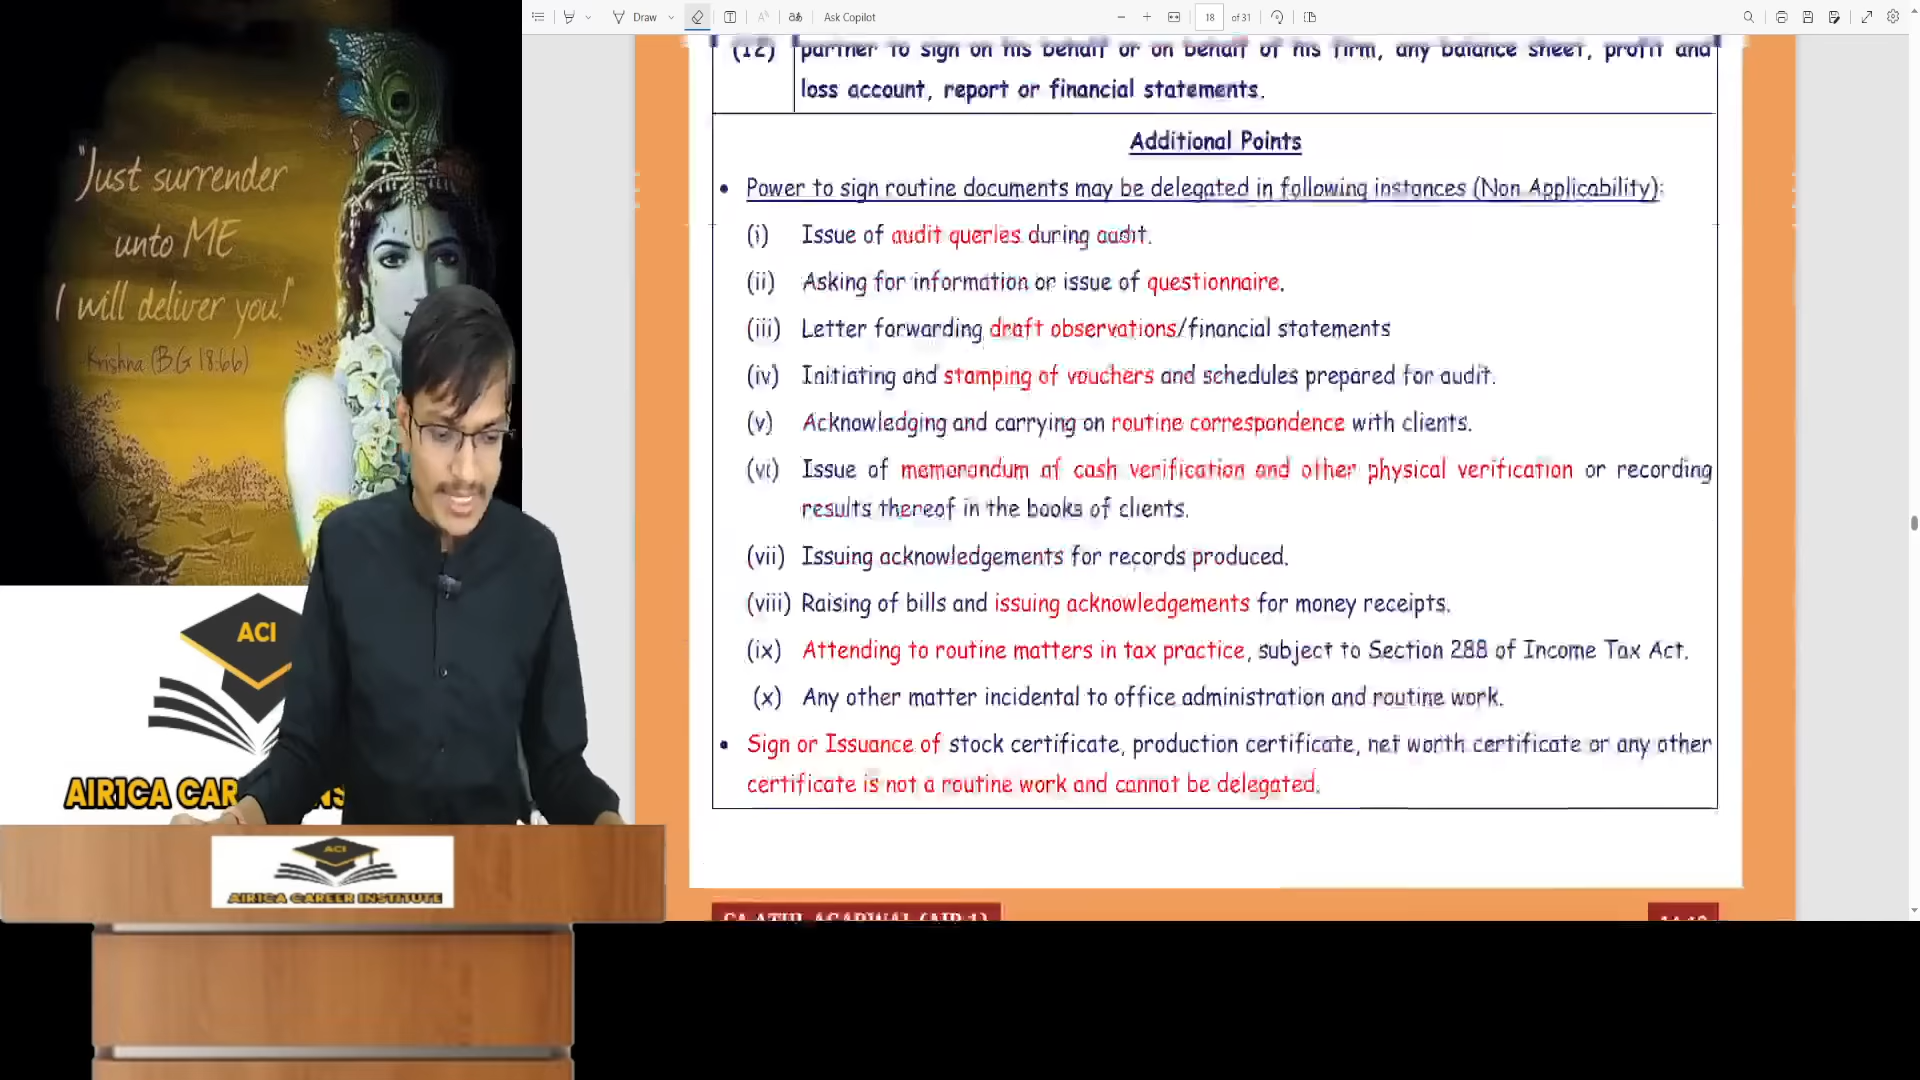 Draw
Ask Copilot
18
of 31
"Just surrender
unto ME
I will deliver you!"
Krishna (B.G 18:66)
(12) partner to sign on his behalf or on behalf of his firm, any balance sheet, profit and
loss account, report or financial statements.
Additional Points
• Power to sign routine documents may be delegated in following instances (Non Applicability):
(i) Issue of audit queries during audit.
(ii) Asking for information or issue of questionnaire.
(iii) Letter forwarding draft observations/financial statements
(iv) Initiating and stamping of vouchers and schedules prepared for audit.
(v) Acknowledging and carrying on routine correspondence with clients.
(vi) Issue of memorandum of cash verification and other physical verification or recording
results thereof in the books of clients.
(vii) Issuing acknowledgements for records produced.
(viii) Raising of bills and issuing acknowledgements for money receipts.
(ix) Attending to routine matters in tax practice, subject to Section 288 of Income Tax Act.
(x) Any other matter incidental to office administration and routine work.
• Sign or Issuance of stock certificate, production certificate, net worth certificate or any other
certificate is not a routine work and cannot be delegated.
CA ATUL AGARWAL (AIR 1)
ACI
AIR1CA CAR
ACI
AIR1CA CAREER INSTITUTE